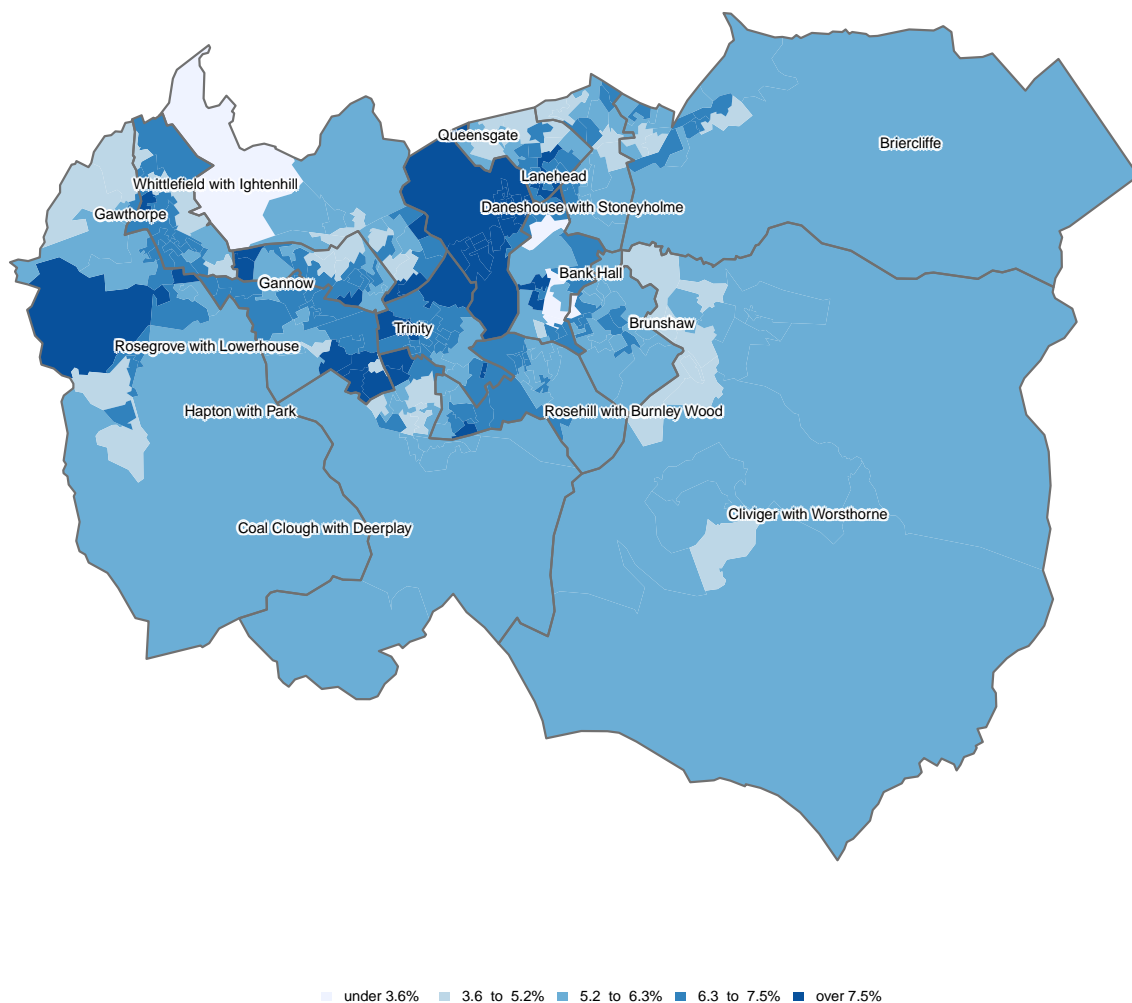 Queensgate
Briercliffe
Lanehead
Whittlefield with Ightenhill
Daneshouse with Stoneyholme
Gawthorpe
Bank Hall
Gannow
Brunshaw
Trinity
Rosegrove with Lowerhouse
Hapton with Park
Rosehill with Burnley Wood
Cliviger with Worsthorne
Coal Clough with Deerplay
under 3.6% 3.6 to 5.2% 5.2 to 6.3% 6.3 to 7.5% over 7.5%